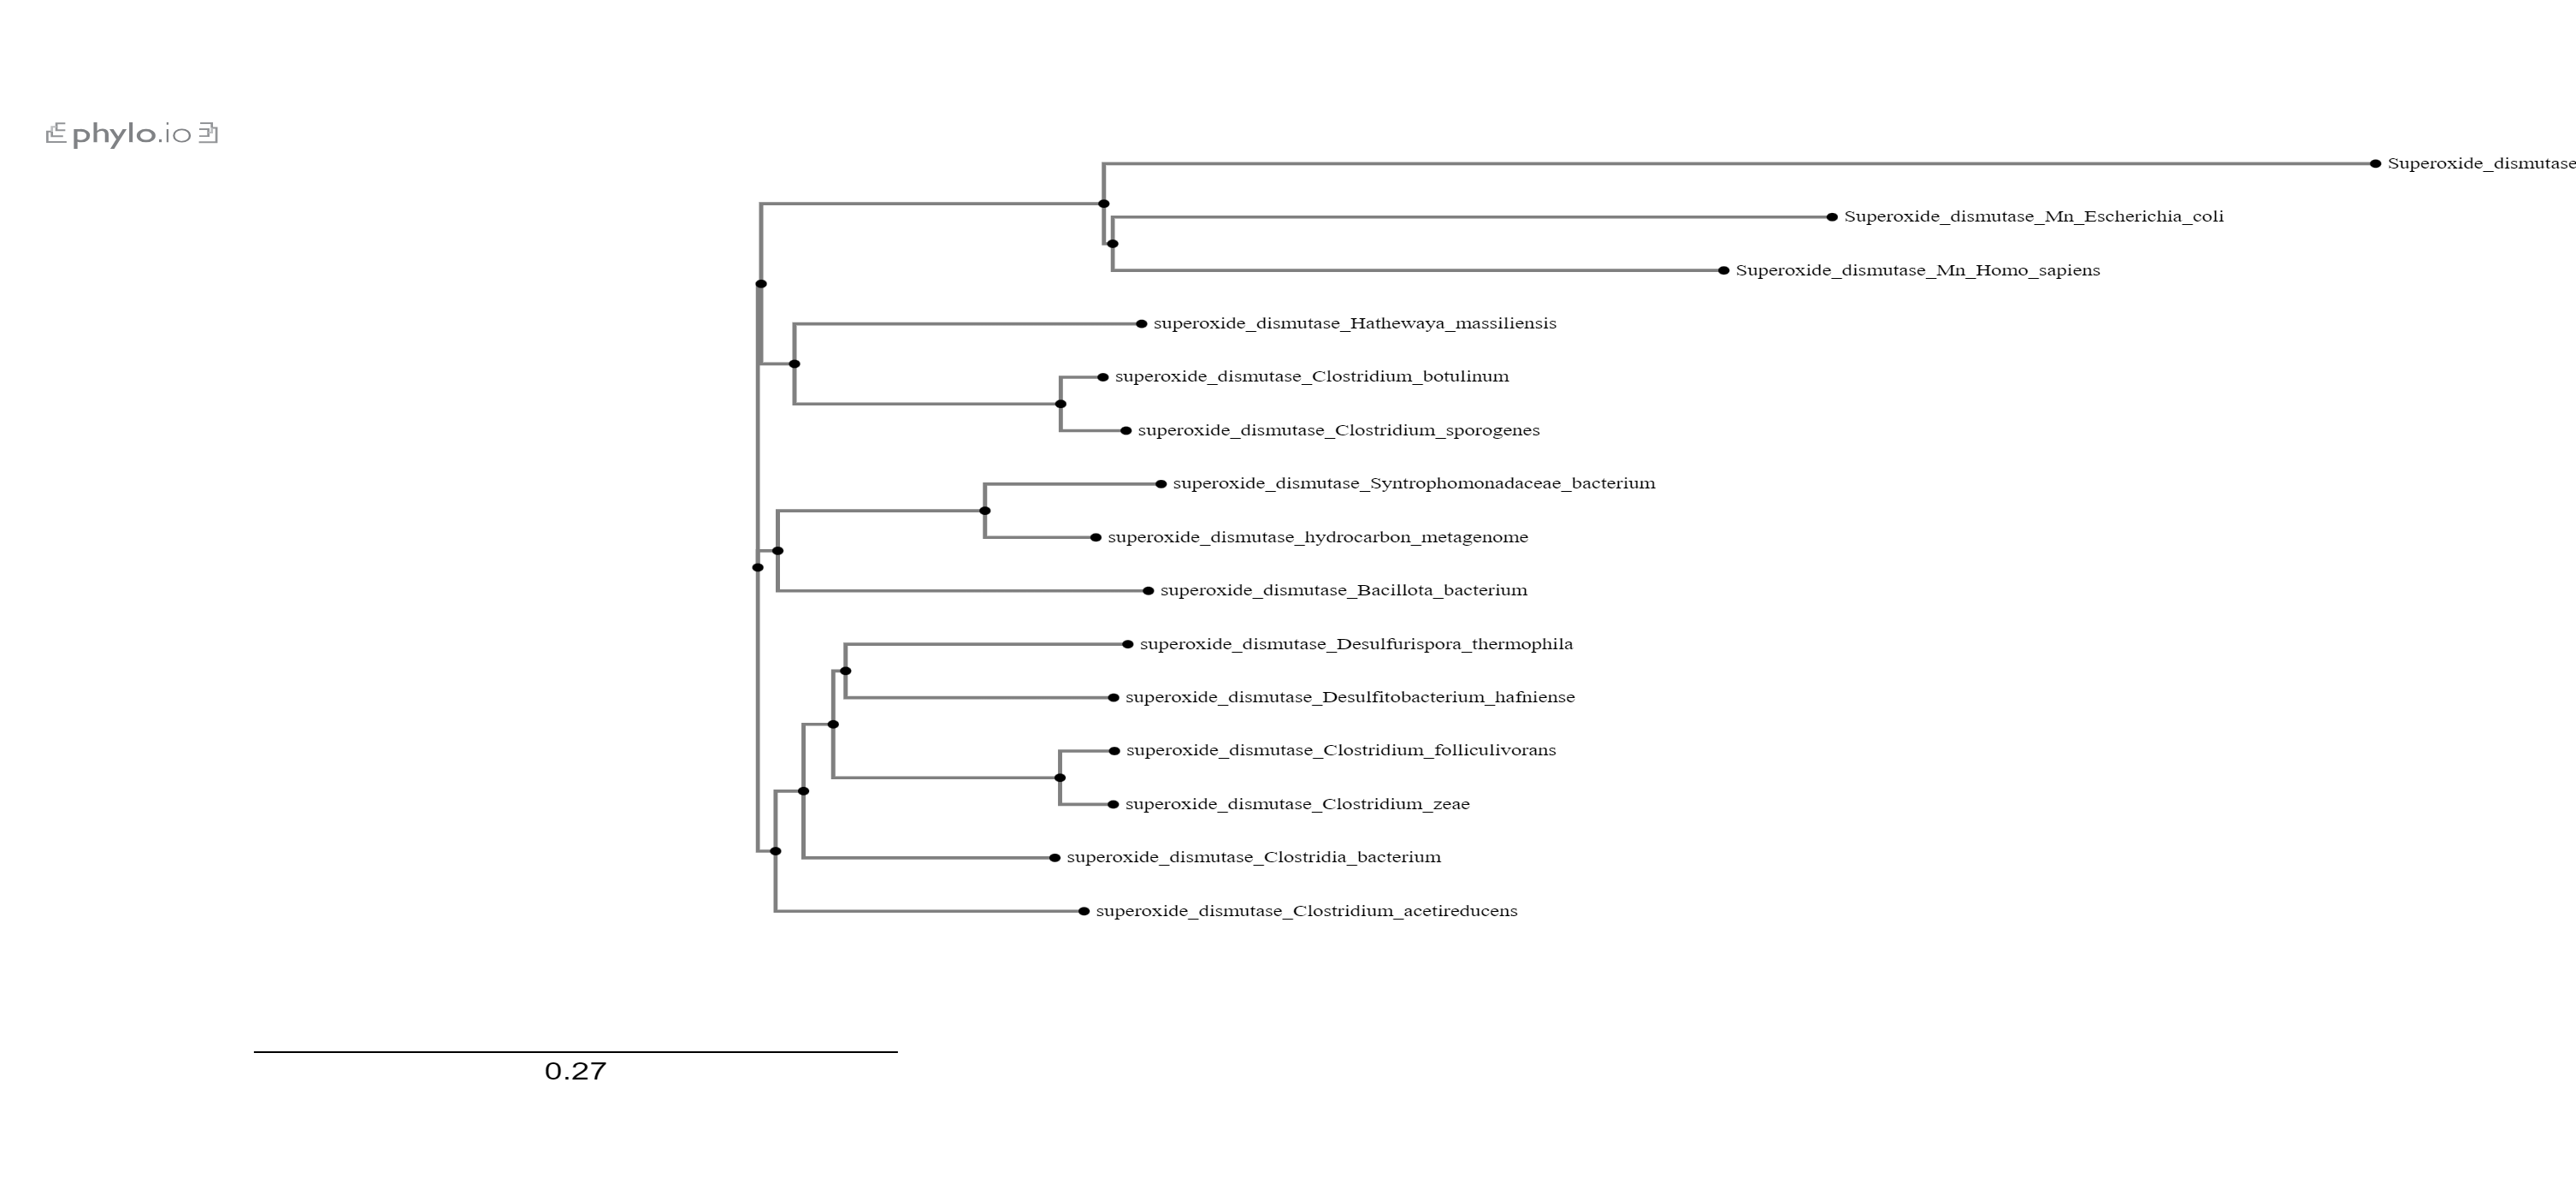 phylo.io
Superoxide_dismutase
Superoxide_dismutase_Mn_Escherichia_coli
Superoxide_dismutase_Mn_Homo_sapiens
superoxide_dismutase_Hathewaya_massiliensis
superoxide_dismutase_Clostridium_botulinum
superoxide_dismutase_Clostridium_sporogenes
superoxide_dismutase_Syntrophomonadaceae_bacterium
superoxide_dismutase_hydrocarbon_metagenome
superoxide_dismutase_Bacillota_bacterium
superoxide_dismutase_Desulfurispora_thermophila
superoxide_dismutase_Desulfitobacterium_hafniense
superoxide_dismutase_Clostridium_folliculivorans
superoxide_dismutase_Clostridium_zeae
superoxide_dismutase_Clostridia_bacterium
superoxide_dismutase_Clostridium_acetireducens
0.27